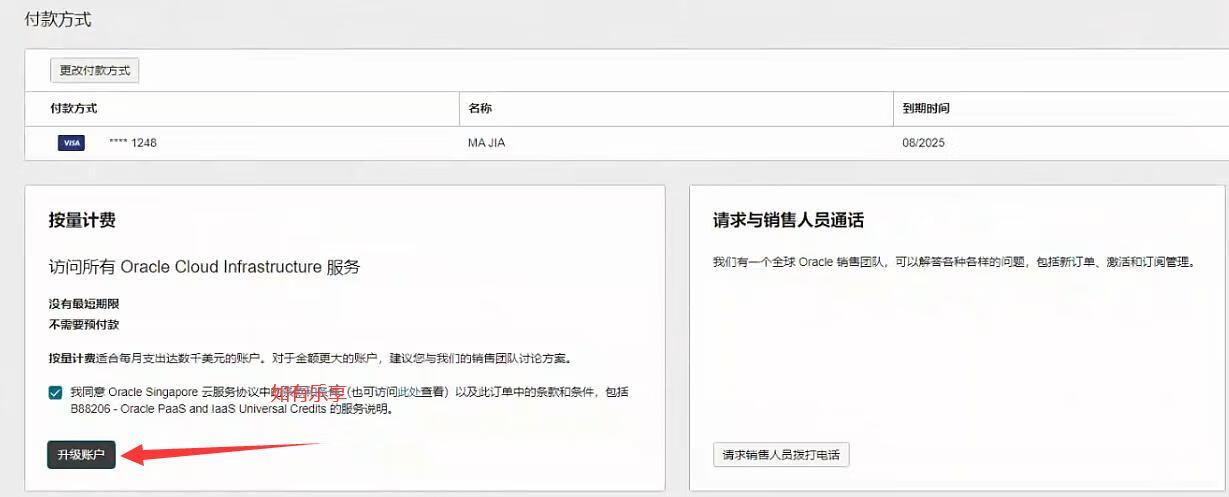 付款方式
更改付款方式
付款方式 名称 到期时间
VISA **** 1248 MA JIA 08/2025
按量计费
访问所有 Oracle Cloud Infrastructure 服务
没有最短期限
不需要预付款
按量计费适合每月支出达数千美元的账户。对于金额更大的账户，建议您与我们的销售团队讨论方案。
我同意 Oracle Singapore 云服务协议中的 （也可访问此处查看）以及此订单中的条款和条件，包括
B88206 - Oracle PaaS and IaaS Universal Credits 的服务说明。
如有乐享
升级账户
请求与销售人员通话
我们有一个全球 Oracle 销售团队，可以解答各种各样的问题，包括新订单、激活和订阅管理。
请求销售人员拨打电话